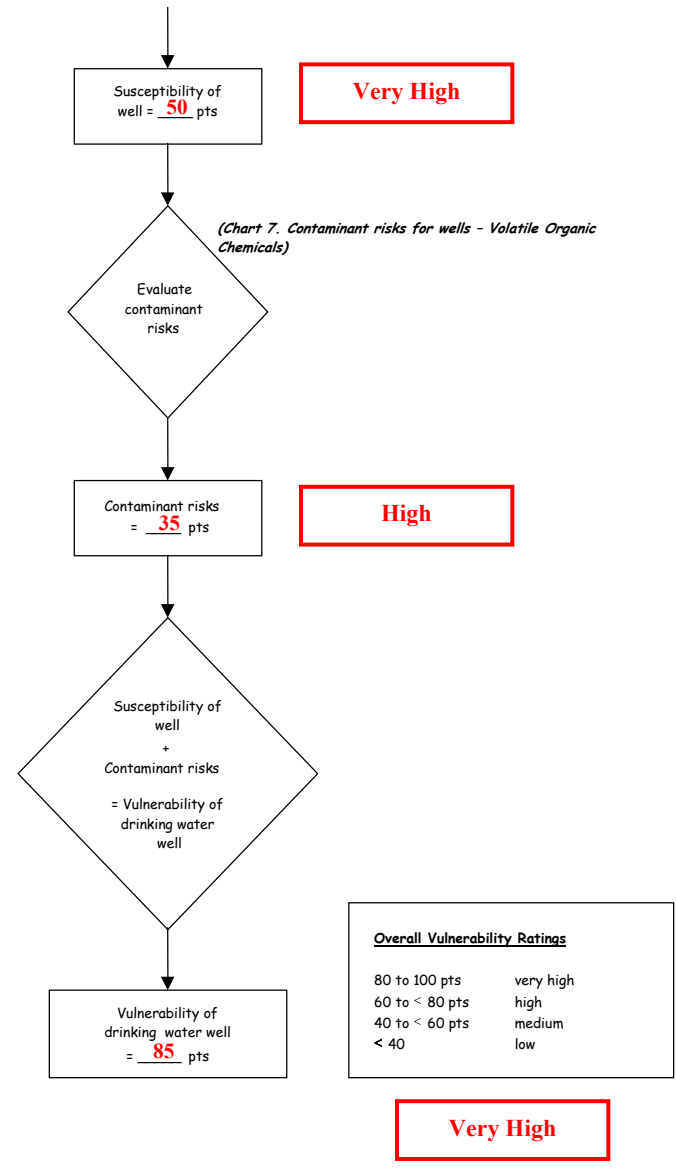 Susceptibility of
well = 50 pts
Very High
(Chart 7. Contaminant risks for wells – Volatile Organic
Chemicals)
Evaluate
contaminant
risks
Contaminant risks
= 35 pts
High
Susceptibility of
well
+
Contaminant risks
= Vulnerability of
drinking water
well
Vulnerability of
drinking water well
= 85 pts
Overall Vulnerability Ratings
80 to 100 pts very high
60 to < 80 pts high
40 to < 60 pts medium
< 40 low
Very High